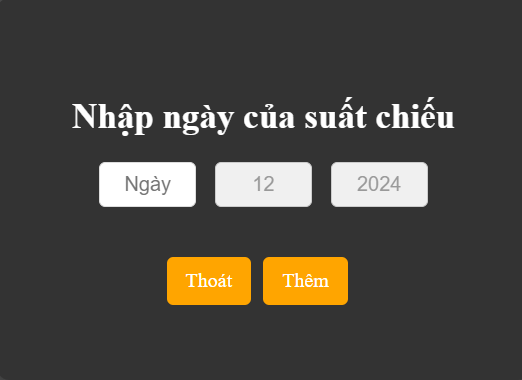 Nhập ngày của suất chiếu
Ngày 12 2024
Thoát Thêm